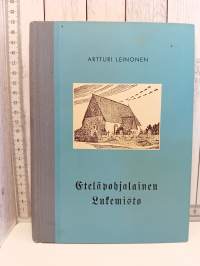 ARTTURI LEINONEN
Eteläpohjalainen
Lukemisto